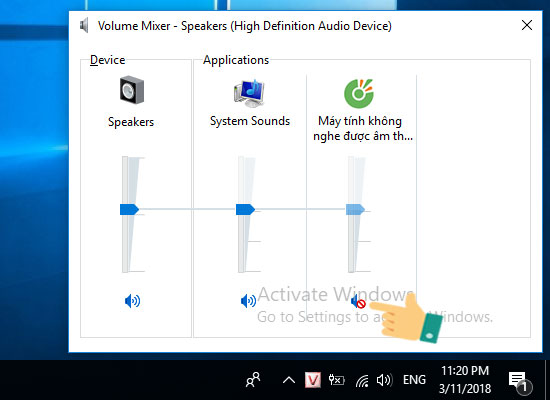 Volume Mixer - Speakers (High Definition Audio Device)
Device
Applications
Speakers
System Sounds
Máy tính không
nghe được âm th...
Activate Windows
Go to Settings to a Windows.
V
ENG
11:20 PM
3/11/2018
1